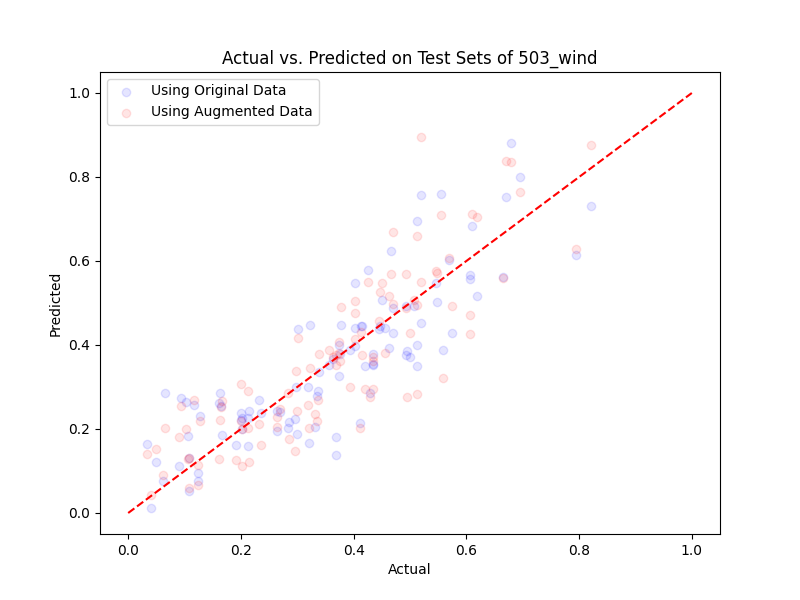 Actual vs. Predicted on Test Sets of 503_wind
Using Original Data
Using Augmented Data
1.0
0.8
0.6
0.4
0.2
0.0
Predicted
0.0 0.2 0.4 0.6 0.8 1.0
Actual